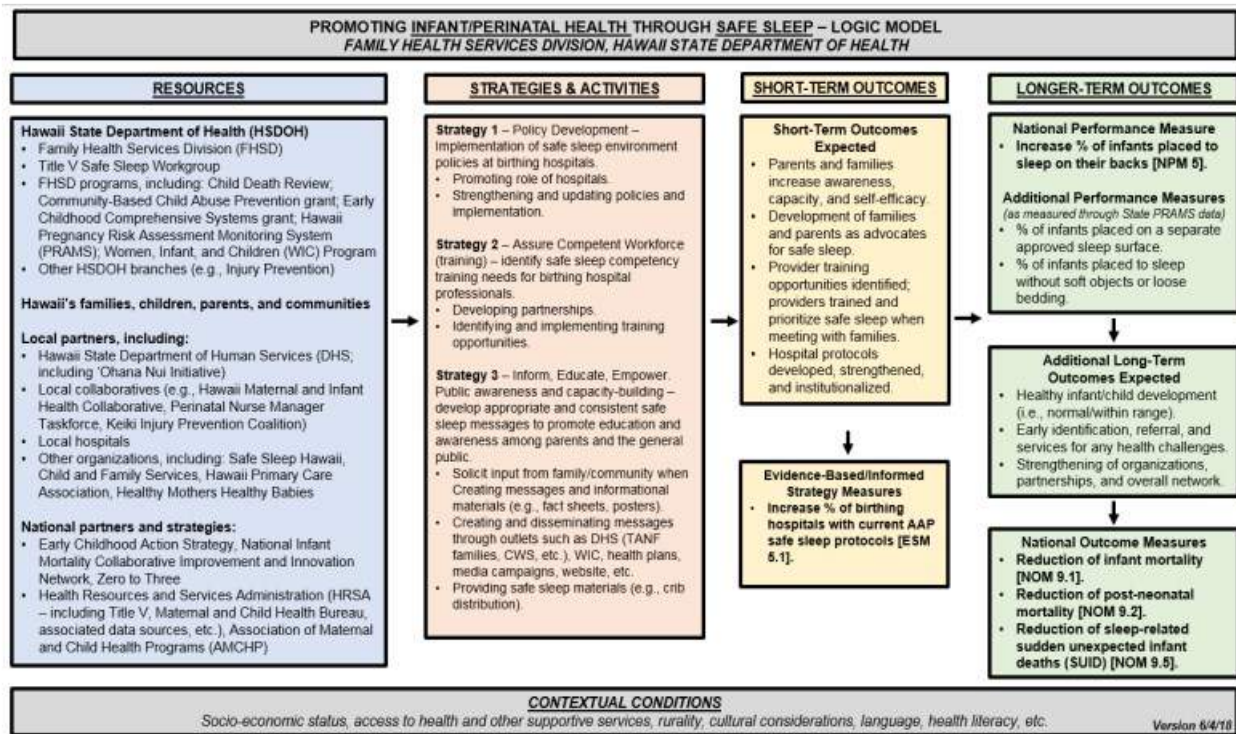 PROMOTING INFANT/PERINATAL HEALTH THROUGH SAFE SLEEP – LOGIC MODEL
FAMILY HEALTH SERVICES DIVISION, HAWAII STATE DEPARTMENT OF HEALTH
RESOURCES
Hawaii State Department of Health (HSDOH)
• Family Health Services Division (FHSD)
• Title V Safe Sleep Workgroup
• FHSD programs, including: Child Death Review;
Community-Based Child Abuse Prevention grant; Early
Childhood Comprehensive Systems grant; Hawaii
Pregnancy Risk Assessment Monitoring System
(PRAMS); Women, Infant, and Children (WIC) Program
• Other HSDOH branches (e.g., Injury Prevention)
Hawaii's families, children, parents, and communities
Local partners, including:
• Hawaii State Department of Human Services (DHS;
including 'Ohana Nui Initiative)
• Local collaboratives (e.g., Hawaii Maternal and Infant
Health Collaborative, Perinatal Nurse Manager
Taskforce, Keiki Injury Prevention Coalition)
• Local hospitals
• Other organizations, including: Safe Sleep Hawaii,
Child and Family Services, Hawaii Primary Care
Association, Healthy Mothers Healthy Babies
National partners and strategies:
• Early Childhood Action Strategy, National Infant
Mortality Collaborative Improvement and Innovation
Network, Zero to Three
• Health Resources and Services Administration (HRSA
– including Title V, Maternal and Child Health Bureau,
associated data sources, etc.), Association of Maternal
and Child Health Programs (AMCHP)
STRATEGIES & ACTIVITIES
Strategy 1 – Policy Development –
Implementation of safe sleep environment
policies at birthing hospitals.
• Promoting role of hospitals.
• Strengthening and updating policies and
implementation.
Strategy 2 – Assure Competent Workforce
(training) – identify safe sleep competency
training needs for birthing hospital
professionals.
• Developing partnerships.
• Identifying and implementing training
opportunities.
Strategy 3 – Inform, Educate, Empower.
Public awareness and capacity-building –
develop appropriate and consistent safe
sleep messages to promote education and
awareness among parents and the general
public.
• Solicit input from family/community when
Creating messages and informational
materials (e.g., fact sheets, posters).
• Creating and disseminating messages
through outlets such as DHS (TANF
families, CWS, etc.), WIC, health plans,
media campaigns, website, etc.
• Providing safe sleep materials (e.g., crib
distribution).
SHORT-TERM OUTCOMES
Short-Term Outcomes
Expected
• Parents and families
increase awareness,
capacity, and self-efficacy.
• Development of families
and parents as advocates
for safe sleep.
• Provider training
opportunities identified;
providers trained and
prioritize safe sleep when
meeting with families.
• Hospital protocols
developed, strengthened,
and institutionalized.
Evidence-Based/Informed
Strategy Measures
• Increase % of birthing
hospitals with current AAP
safe sleep protocols [ESM
5.1].
LONGER-TERM OUTCOMES
National Performance Measure
• Increase % of infants placed to
sleep on their backs [NPM 5].
Additional Performance Measures
(as measured through State PRAMS data)
• % of infants placed on a separate
approved sleep surface.
• % of infants placed to sleep
without soft objects or loose
bedding.
Additional Long-Term
Outcomes Expected
• Healthy infant/child development
(i.e., normal/within range).
• Early identification, referral, and
services for any health challenges.
• Strengthening of organizations,
partnerships, and overall network.
National Outcome Measures
• Reduction of infant mortality
[NOM 9.1].
• Reduction of post-neonatal
mortality [NOM 9.2].
• Reduction of sleep-related
sudden unexpected infant
deaths (SUID) [NOM 9.5].
CONTEXTUAL CONDITIONS
Socio-economic status, access to health and other supportive services, rurality, cultural considerations, language, health literacy, etc.
Version 6/4/18